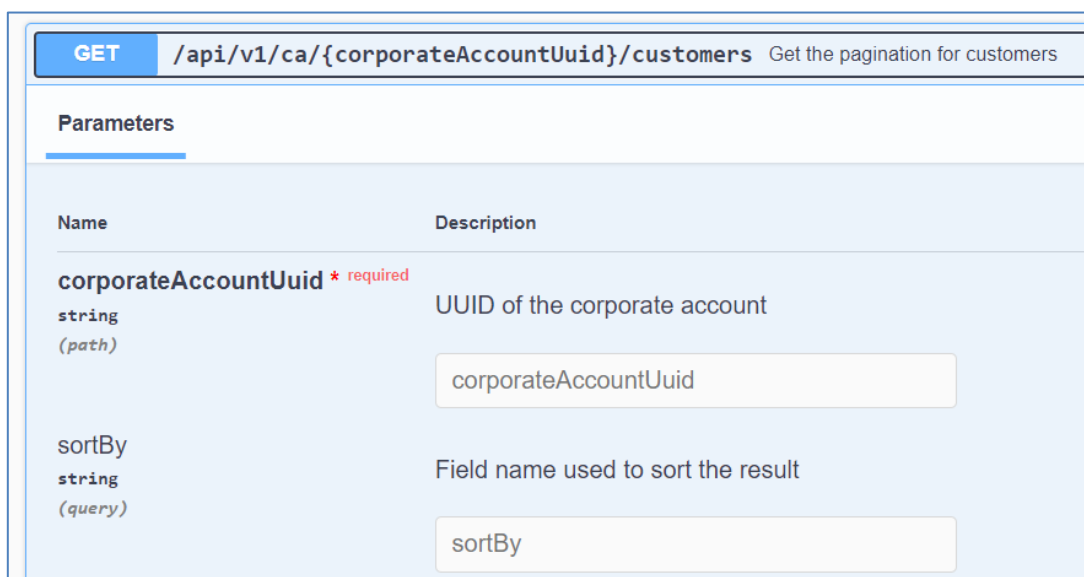 GET /api/v1/ca/{corporateAccountUuid}/customers Get the pagination for customers
Parameters
Name Description
corporateAccountUuid * required
string
(path)
UUID of the corporate account
corporateAccountUuid
sortBy
string
(query)
Field name used to sort the result
sortBy